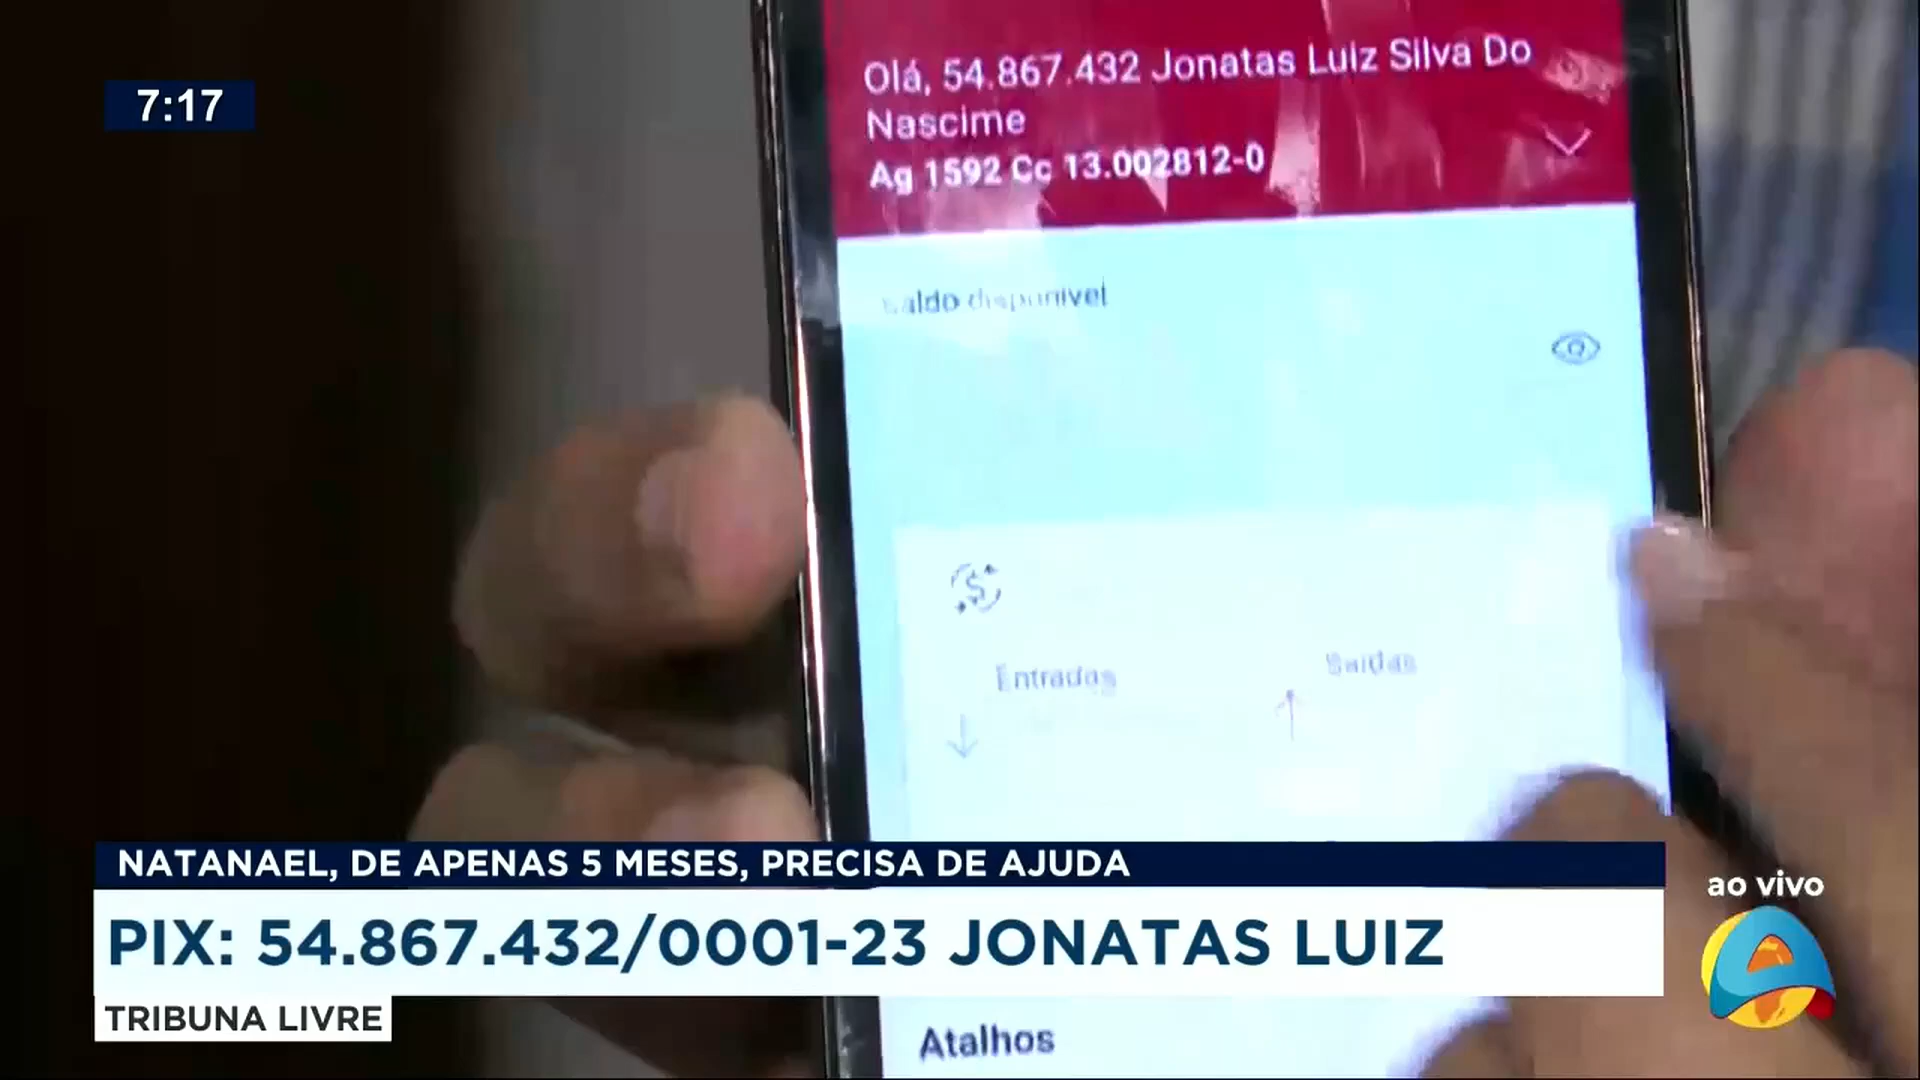 7:17
Olá, 54.867.432 Jonatas Luiz Silva Do
Nascime
Ag 1592 Cc 13.002812-0
saldo disponível
Entradas
Saídas
NATANAEL, DE APENAS 5 MESES, PRECISA DE AJUDA
PIX: 54.867.432/0001-23 JONATAS LUIZ
ao vivo
TRIBUNA LIVRE
Atalhos